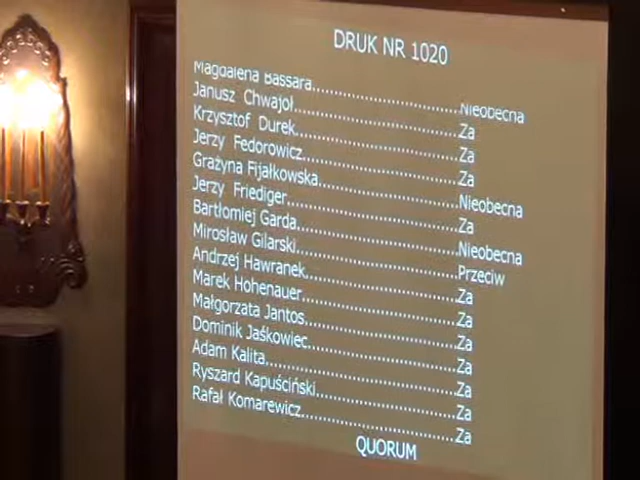 DRUK NR 1020
Magdalena Bassara..............................Nieobecna
Janusz Chwajoł..............................Za
Krzysztof Durek..............................Za
Jerzy Fedorowicz..............................Za
Grażyna Fijałkowska..............................Nieobecna
Jerzy Friediger..............................Za
Bartłomiej Garda..............................Nieobecna
Mirosław Gilarski..............................Przeciw
Andrzej Hawranek..............................Za
Marek Hohenauer..............................Za
Małgorzata Jantos..............................Za
Dominik Jaśkowiec..............................Za
Adam Kalita..............................Za
Ryszard Kapuściński..............................Za
Rafał Komarewicz..............................Za
QUORUM